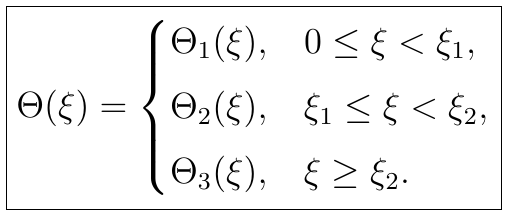 Θ(ξ) = { Θ₁(ξ), 0 ≤ ξ < ξ₁,
Θ₂(ξ), ξ₁ ≤ ξ < ξ₂,
Θ₃(ξ), ξ ≥ ξ₂.